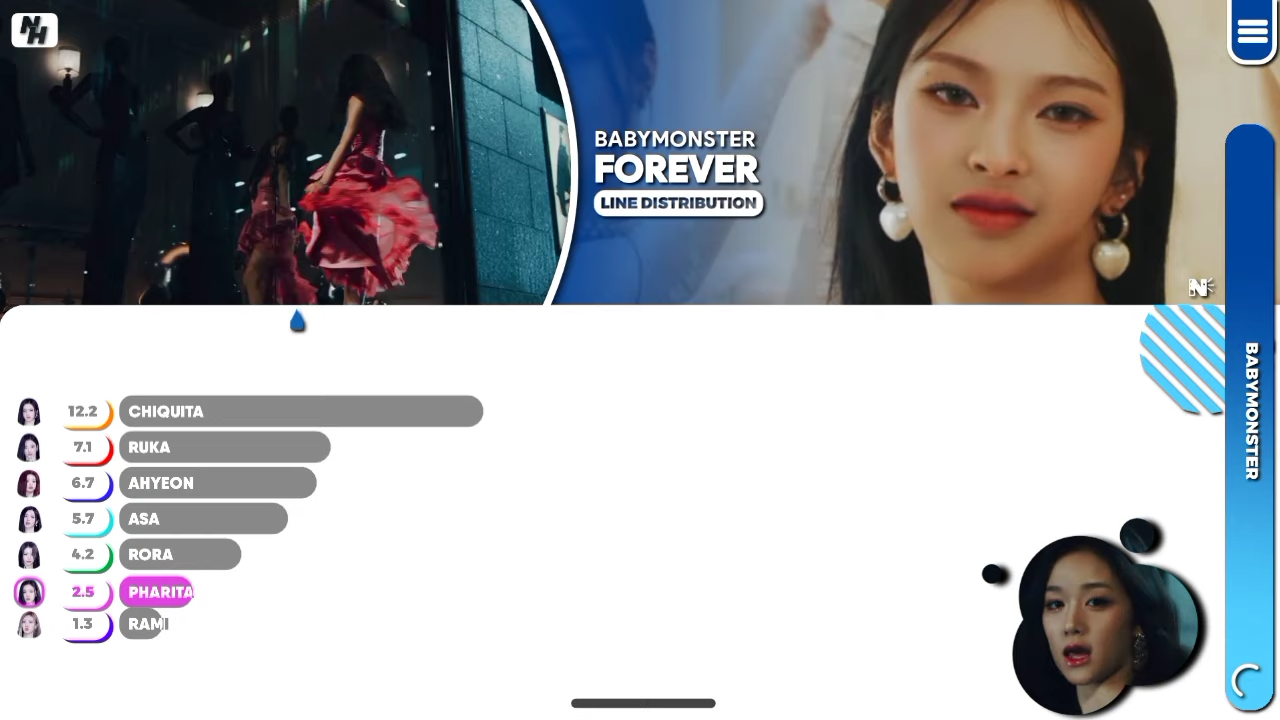 NH
BABYMONSTER
FOREVER
LINE DISTRIBUTION
N
12.2 CHIQUITA
7.1 RUKA
6.7 AHYEON
5.7 ASA
4.2 RORA
2.5 PHARITA
1.3 RAMI
BABYMONSTER